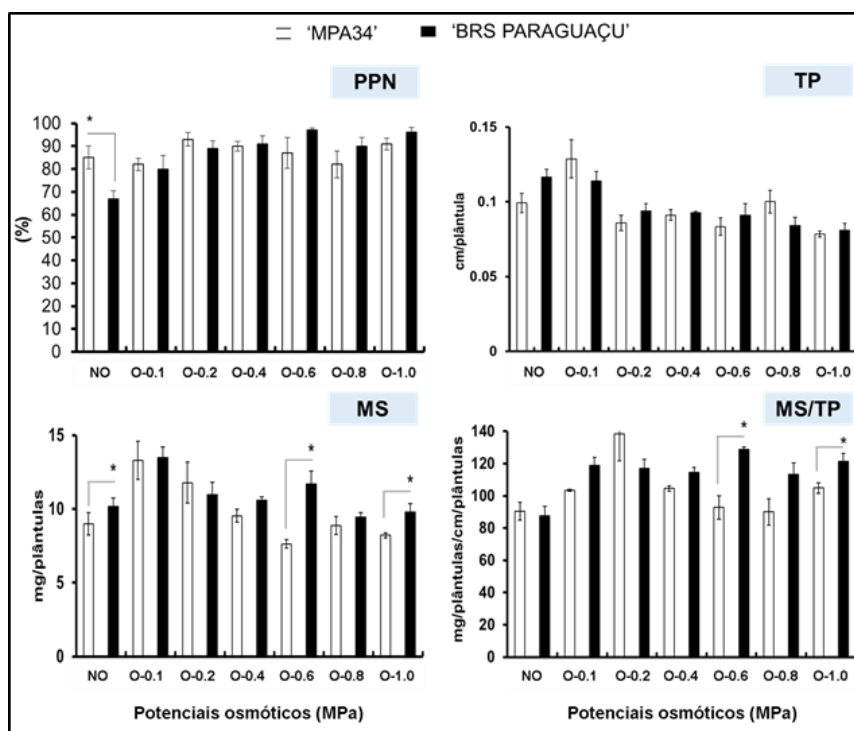 ‘MPA34’ ‘BRS PARAGUAÇU’
PPN
*
(%)
100
90
80
70
60
50
40
30
20
10
0
NO O-0.1 O-0.2 O-0.4 O-0.6 O-0.8 O-1.0
TP
cm/plântula
0.15
0.1
0.05
0
NO O-0.1 O-0.2 O-0.4 O-0.6 O-0.8 O-1.0
MS
mg/plântulas
15
10
5
0
* * *
NO O-0.1 O-0.2 O-0.4 O-0.6 O-0.8 O-1.0
Potenciais osmóticos (MPa)
MS/TP
mg/plântulas/cm/plântulas
140
120
100
80
60
40
20
0
* *
NO O-0.1 O-0.2 O-0.4 O-0.6 O-0.8 O-1.0
Potenciais osmóticos (MPa)